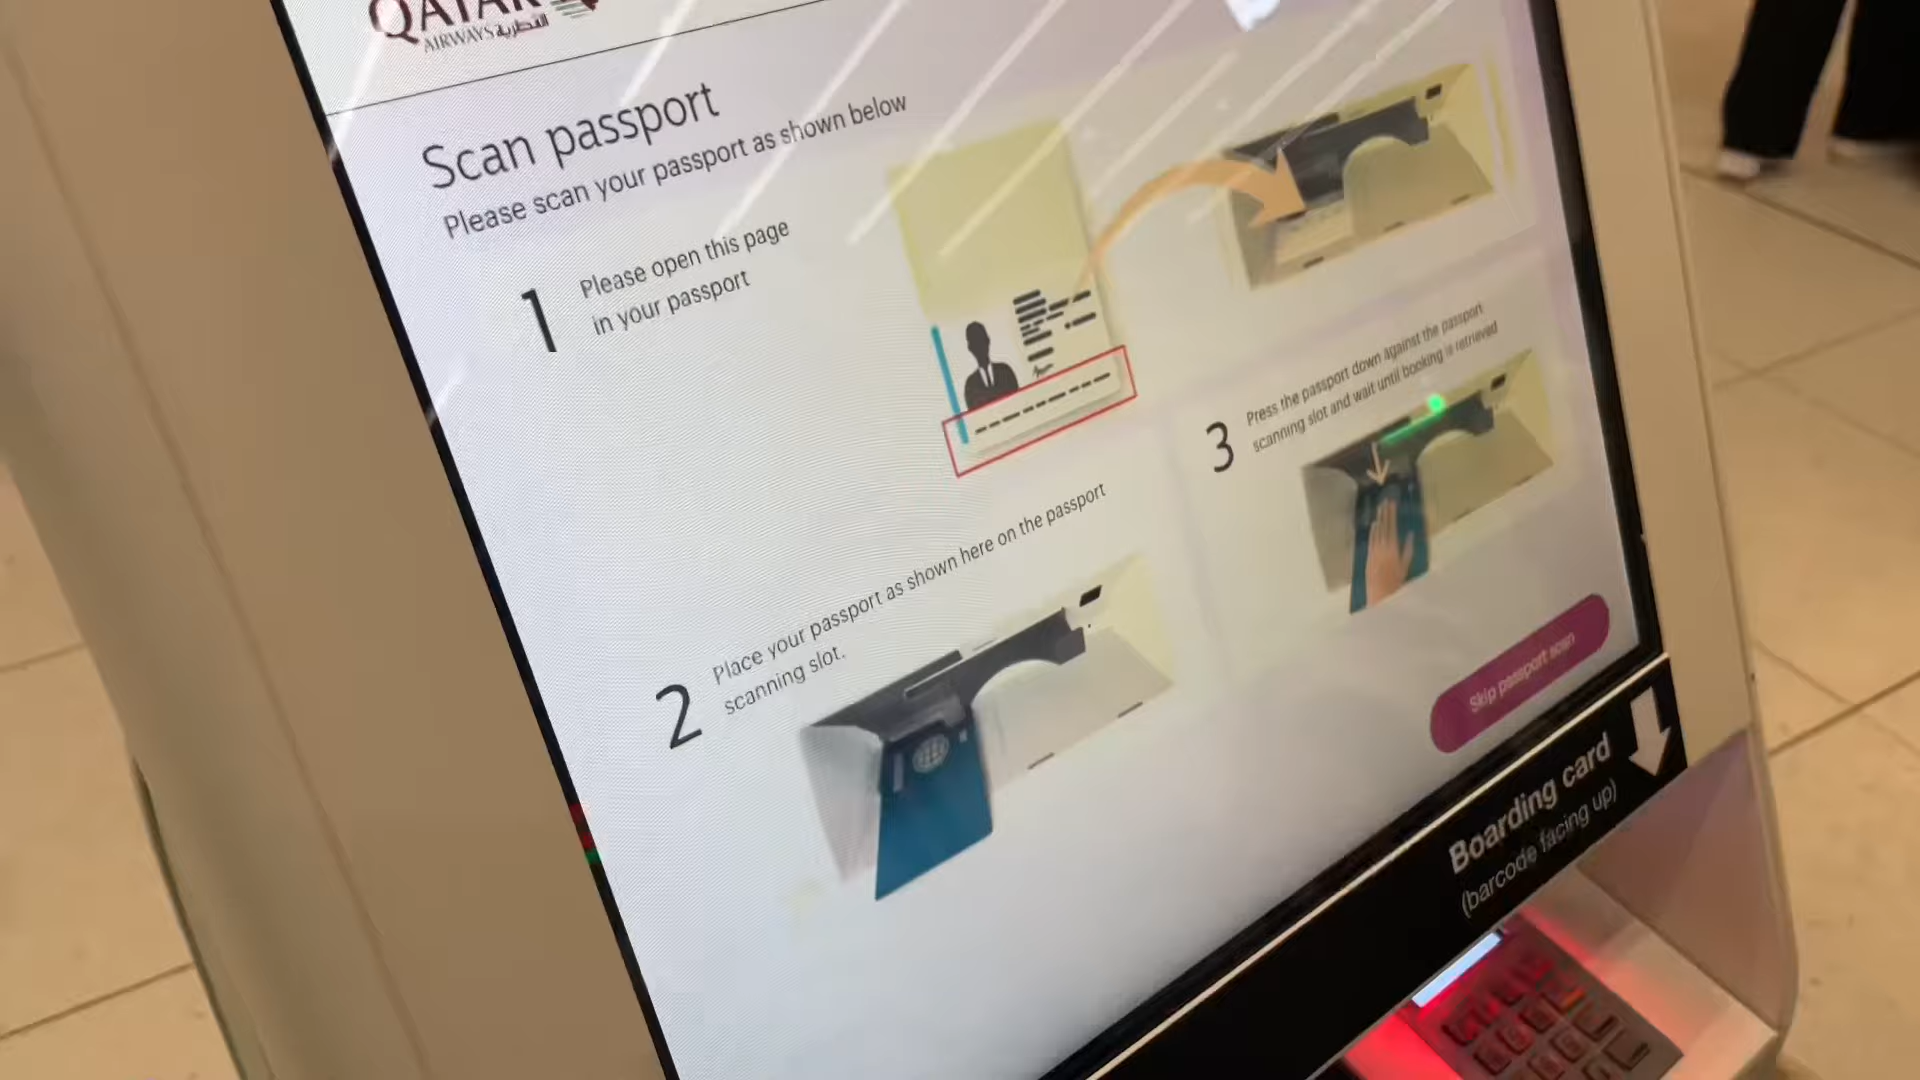 QATAR
AIRWAYS القطرية
Scan passport
Please scan your passport as shown below
1
Please open this page
in your passport
2
Place your passport as shown here on the passport
scanning slot.
3
Press the passport down against the passport
scanning slot and wait until booking is retrieved
Skip passport scan
Boarding card
(barcode facing up)